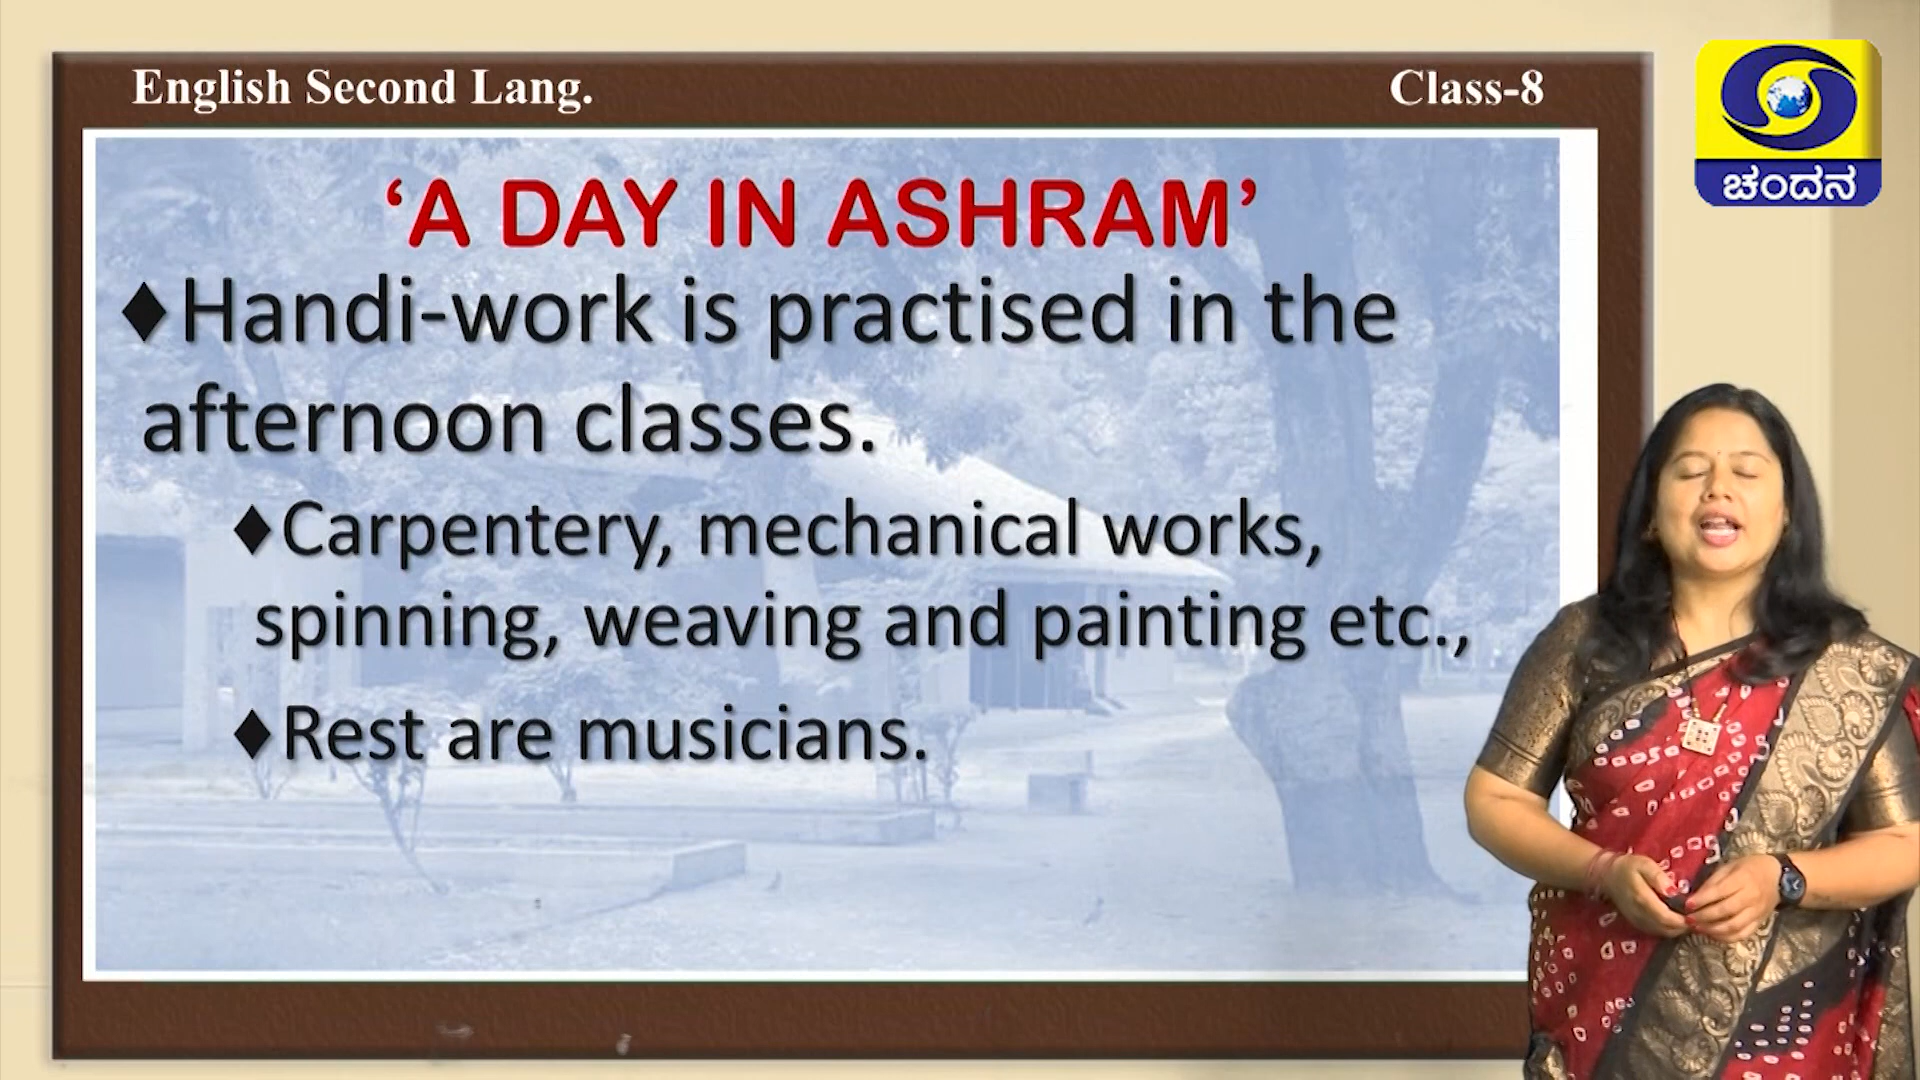 English Second Lang.
Class-8
ಚಂದನ
‘A DAY IN ASHRAM’
♦Handi-work is practised in the
afternoon classes.
♦Carpentery, mechanical works,
spinning, weaving and painting etc.,
♦Rest are musicians.